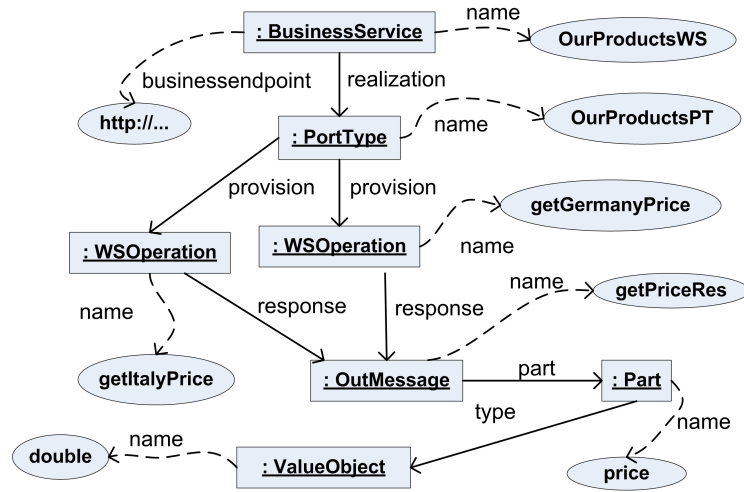 name
: BusinessService
OurProductsWS
businessendpoint
realization
http://...
OurProductsPT
name
: PortType
provision
provision
getGermanyPrice
: WSOperation
: WSOperation
name
name
response
response
name
getPriceRes
getItalyPrice
: OutMessage
part
: Part
type
name
name
double
: ValueObject
price